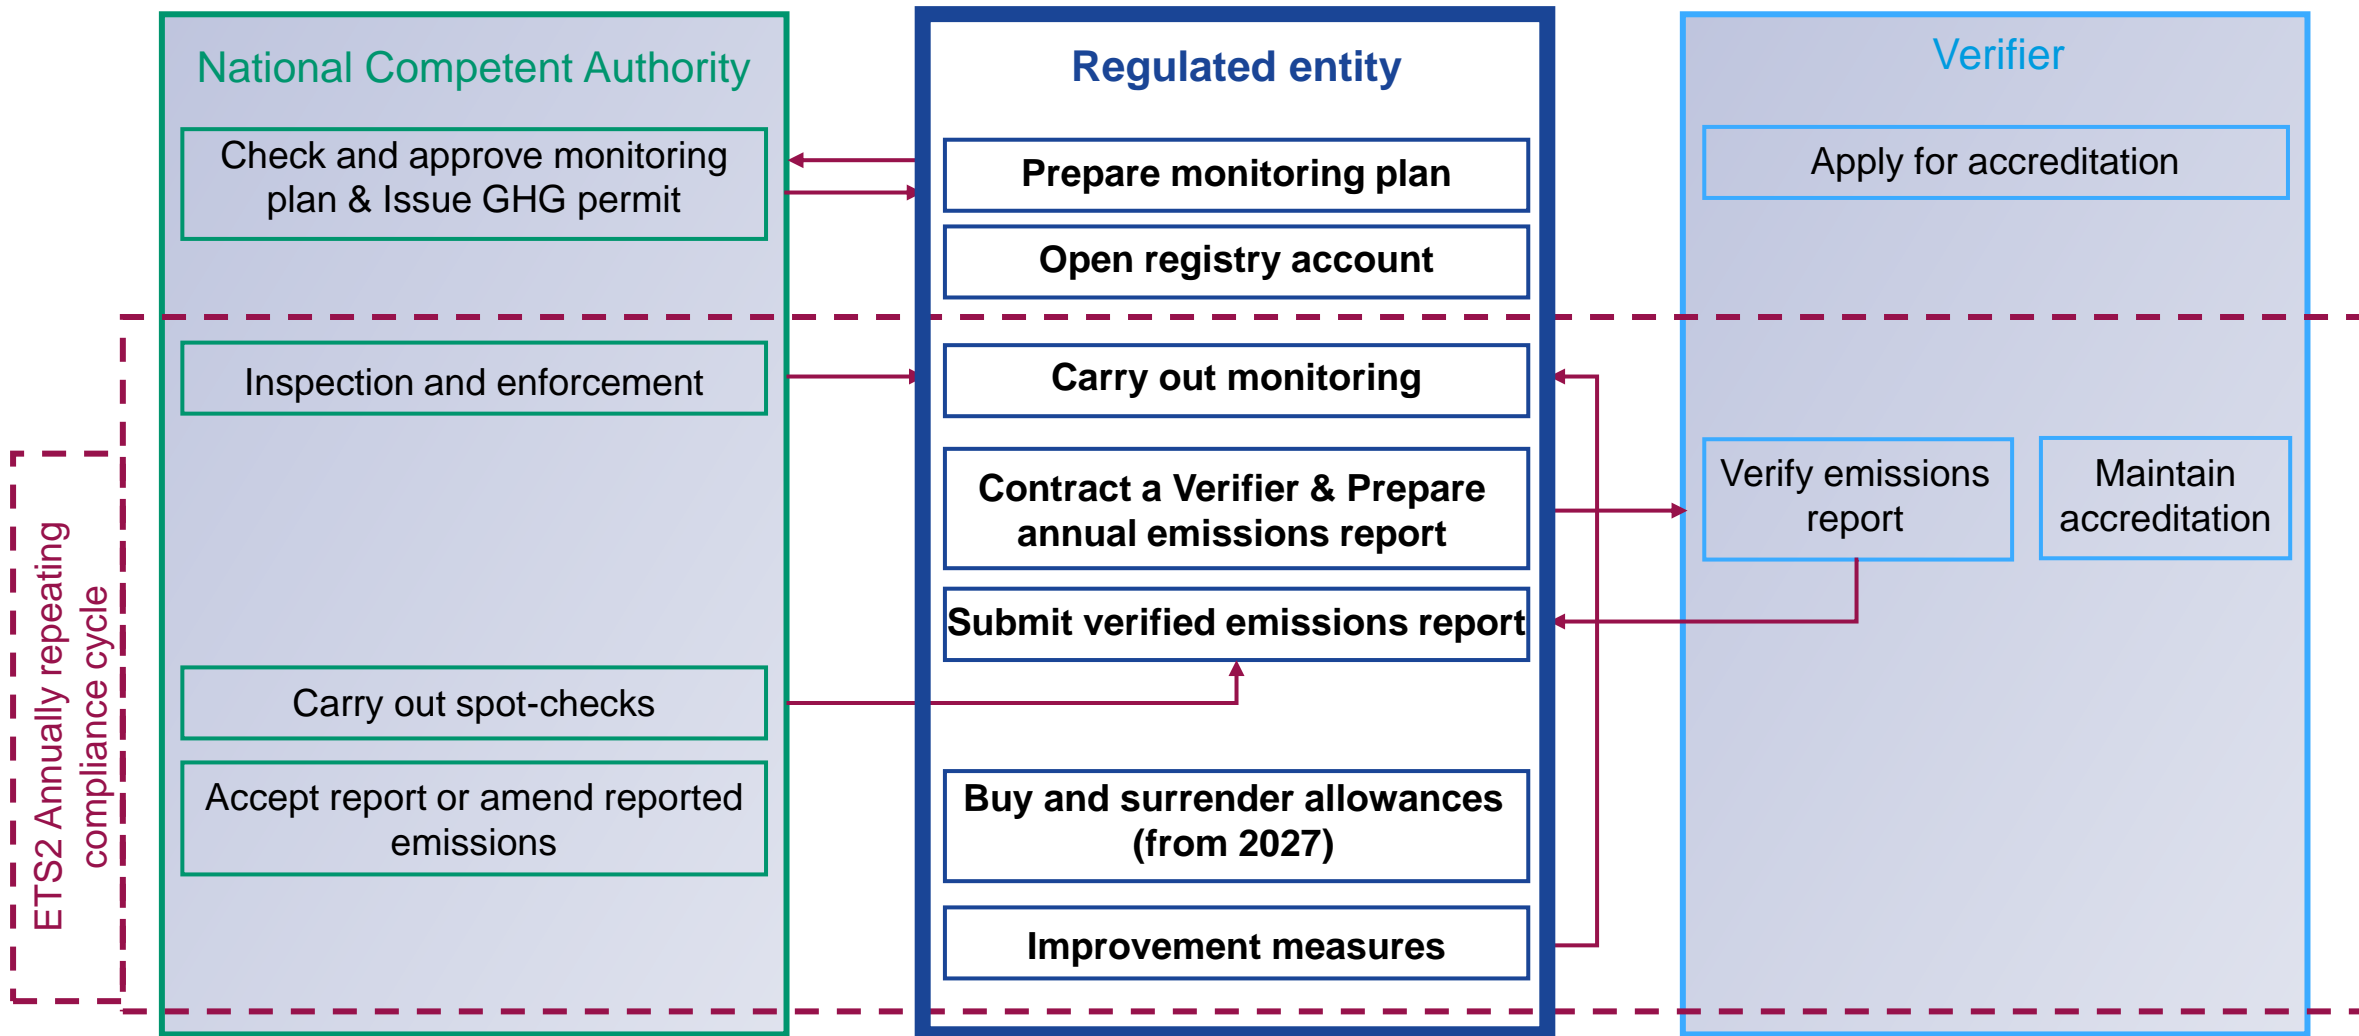 National Competent Authority
Check and approve monitoring
plan & Issue GHG permit
Inspection and enforcement
Carry out spot-checks
Accept report or amend reported
emissions
Regulated entity
Prepare monitoring plan
Open registry account
Carry out monitoring
Contract a Verifier & Prepare
annual emissions report
Submit verified emissions report
Buy and surrender allowances
(from 2027)
Improvement measures
Verifier
Apply for accreditation
Verify emissions
report
Maintain
accreditation
ETS2 Annually repeating
compliance cycle